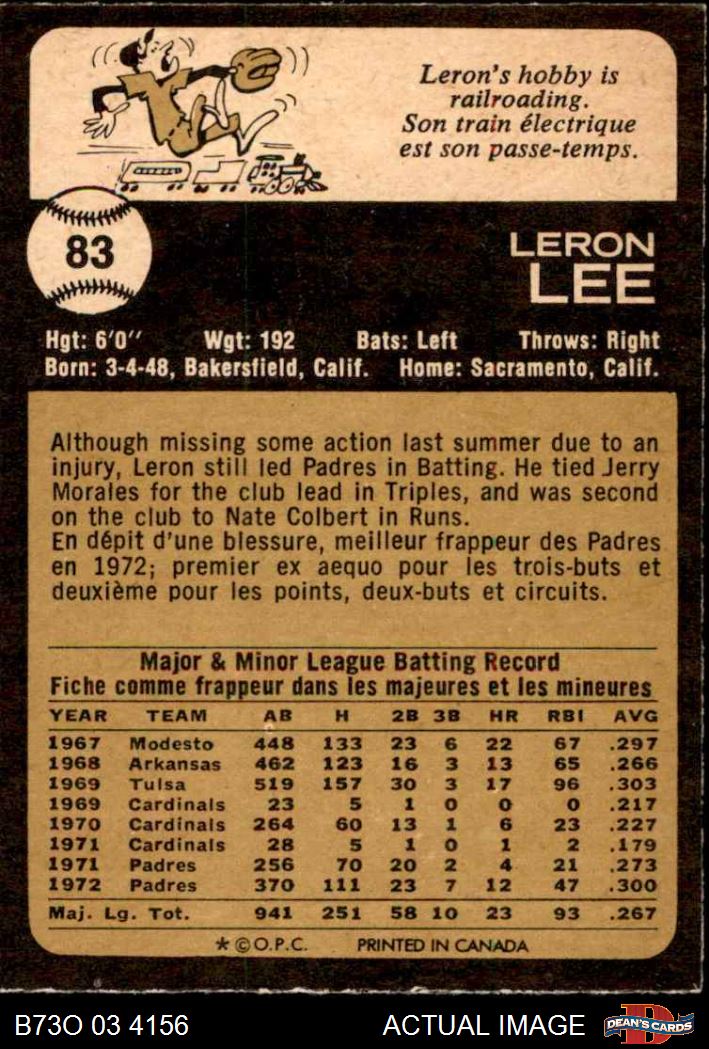 Leron's hobby is
railroading.
Son train électrique
est son passe-temps.
83
LERON
LEE
Hgt: 6'0" Wgt: 192 Bats: Left Throws: Right
Born: 3-4-48, Bakersfield, Calif. Home: Sacramento, Calif.
Although missing some action last summer due to an
injury, Leron still led Padres in Batting. He tied Jerry
Morales for the club lead in Triples, and was second
on the club to Nate Colbert in Runs.
En dépit d'une blessure, meilleur frappeur des Padres
en 1972; premier ex aequo pour les trois-buts et
deuxième pour les points, deux-buts et circuits.
Major & Minor League Batting Record
Fiche comme frappeur dans les majeures et les mineures
YEAR TEAM AB H 2B 3B HR RBI AVG
1967 Modesto 448 133 23 6 22 67 .297
1968 Arkansas 462 123 16 3 13 65 .266
1969 Tulsa 519 157 30 3 17 96 .303
1969 Cardinals 23 5 1 0 0 0 .217
1970 Cardinals 264 60 13 1 6 23 .227
1971 Cardinals 28 5 1 0 1 2 .179
1971 Padres 256 70 20 2 4 21 .273
1972 Padres 370 111 23 7 12 47 .300
Maj. Lg. Tot. 941 251 58 10 23 93 .267
*©O.P.C. PRINTED IN CANADA
B73O 03 4156 ACTUAL IMAGE D DEAN'S CARDS